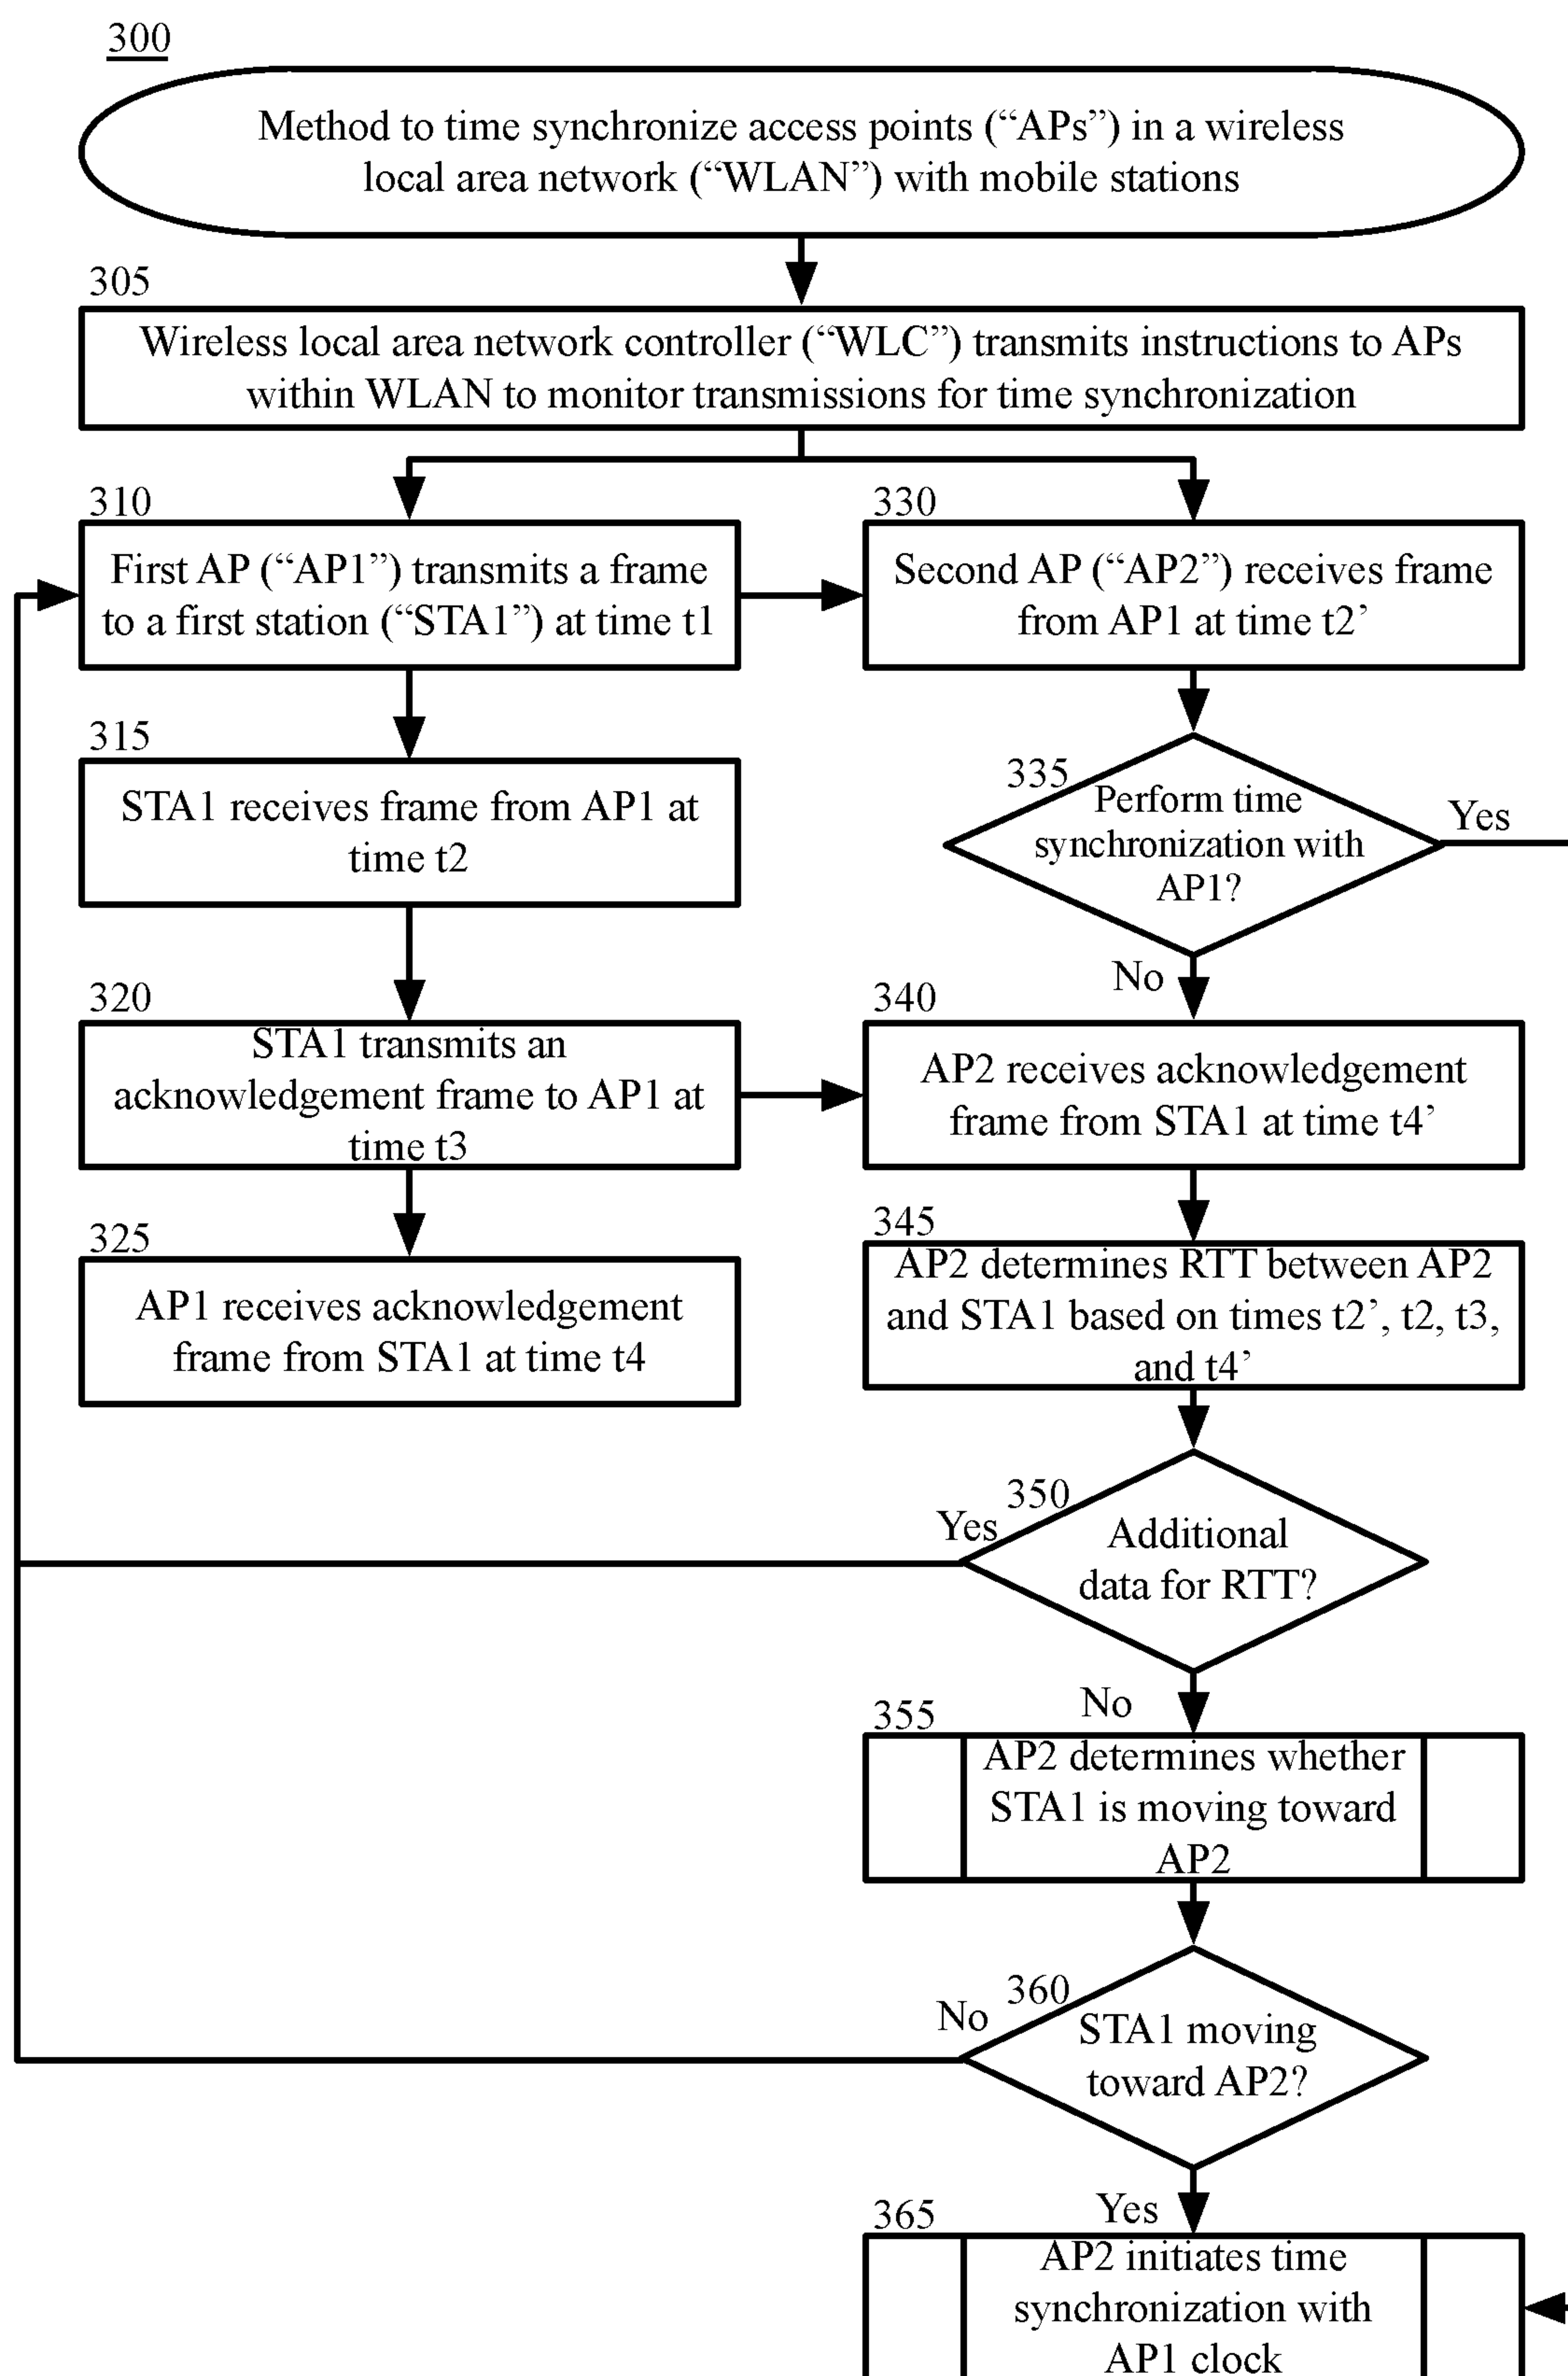 300
Method to time synchronize access points (“APs”) in a wireless
local area network (“WLAN”) with mobile stations
305
Wireless local area network controller (“WLC”) transmits instructions to APs
within WLAN to monitor transmissions for time synchronization
310
First AP (“AP1”) transmits a frame
to a first station (“STA1”) at time t1
330
Second AP (“AP2”) receives frame
from AP1 at time t2’
315
STA1 receives frame from AP1 at
time t2
335
Perform time
synchronization with
AP1?
Yes
No
320
STA1 transmits an
acknowledgement frame to AP1 at
time t3
340
AP2 receives acknowledgement
frame from STA1 at time t4’
325
AP1 receives acknowledgement
frame from STA1 at time t4
345
AP2 determines RTT between AP2
and STA1 based on times t2’, t2, t3,
and t4’
350
Yes
Additional
data for RTT?
No
355
AP2 determines whether
STA1 is moving toward
AP2
360
No
STA1 moving
toward AP2?
Yes
365
AP2 initiates time
synchronization with
AP1 clock